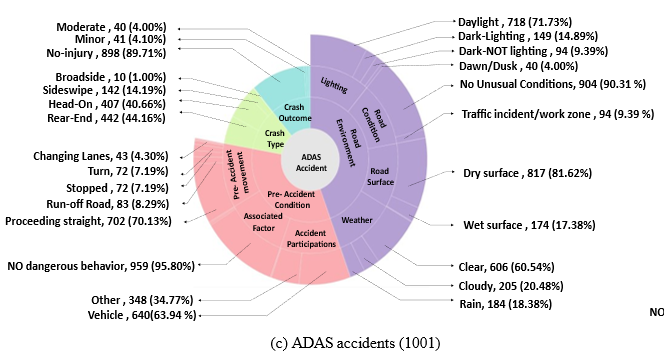 Moderate , 40 (4.00%)
Minor , 41 (4.10%)
No-injury , 898 (89.71%)
Broadside , 10 (1.00%)
Sideswipe , 142 (14.19%)
Head-On , 407 (40.66%)
Rear-End , 442 (44.16%)
Changing Lanes, 43 (4.30%)
Turn, 72 (7.19%)
Stopped , 72 (7.19%)
Run-off Road, 83 (8.29%)
Proceeding straight, 702 (70.13%)
NO dangerous behavior, 959 (95.80%)
Other , 348 (34.77%)
Vehicle , 640(63.94 %)
Lighting
Road
Condition
Road
Environment
Road
Surface
Weather
Crash
Outcome
Crash
Type
ADAS
Accident
Pre- Accident
movement
Pre- Accident
Condition
Associated
Factor
Accident
Participations
Daylight , 718 (71.73%)
Dark-Lighting , 149 (14.89%)
Dark-NOT lighting , 94 (9.39%)
Dawn/Dusk , 40 (4.00%)
No Unusual Conditions, 904 (90.31 %)
Traffic incident/work zone , 94 (9.39 %)
Dry surface , 817 (81.62%)
Wet surface , 174 (17.38%)
Clear, 606 (60.54%)
Cloudy, 205 (20.48%)
Rain, 184 (18.38%)
NO
(c) ADAS accidents (1001)